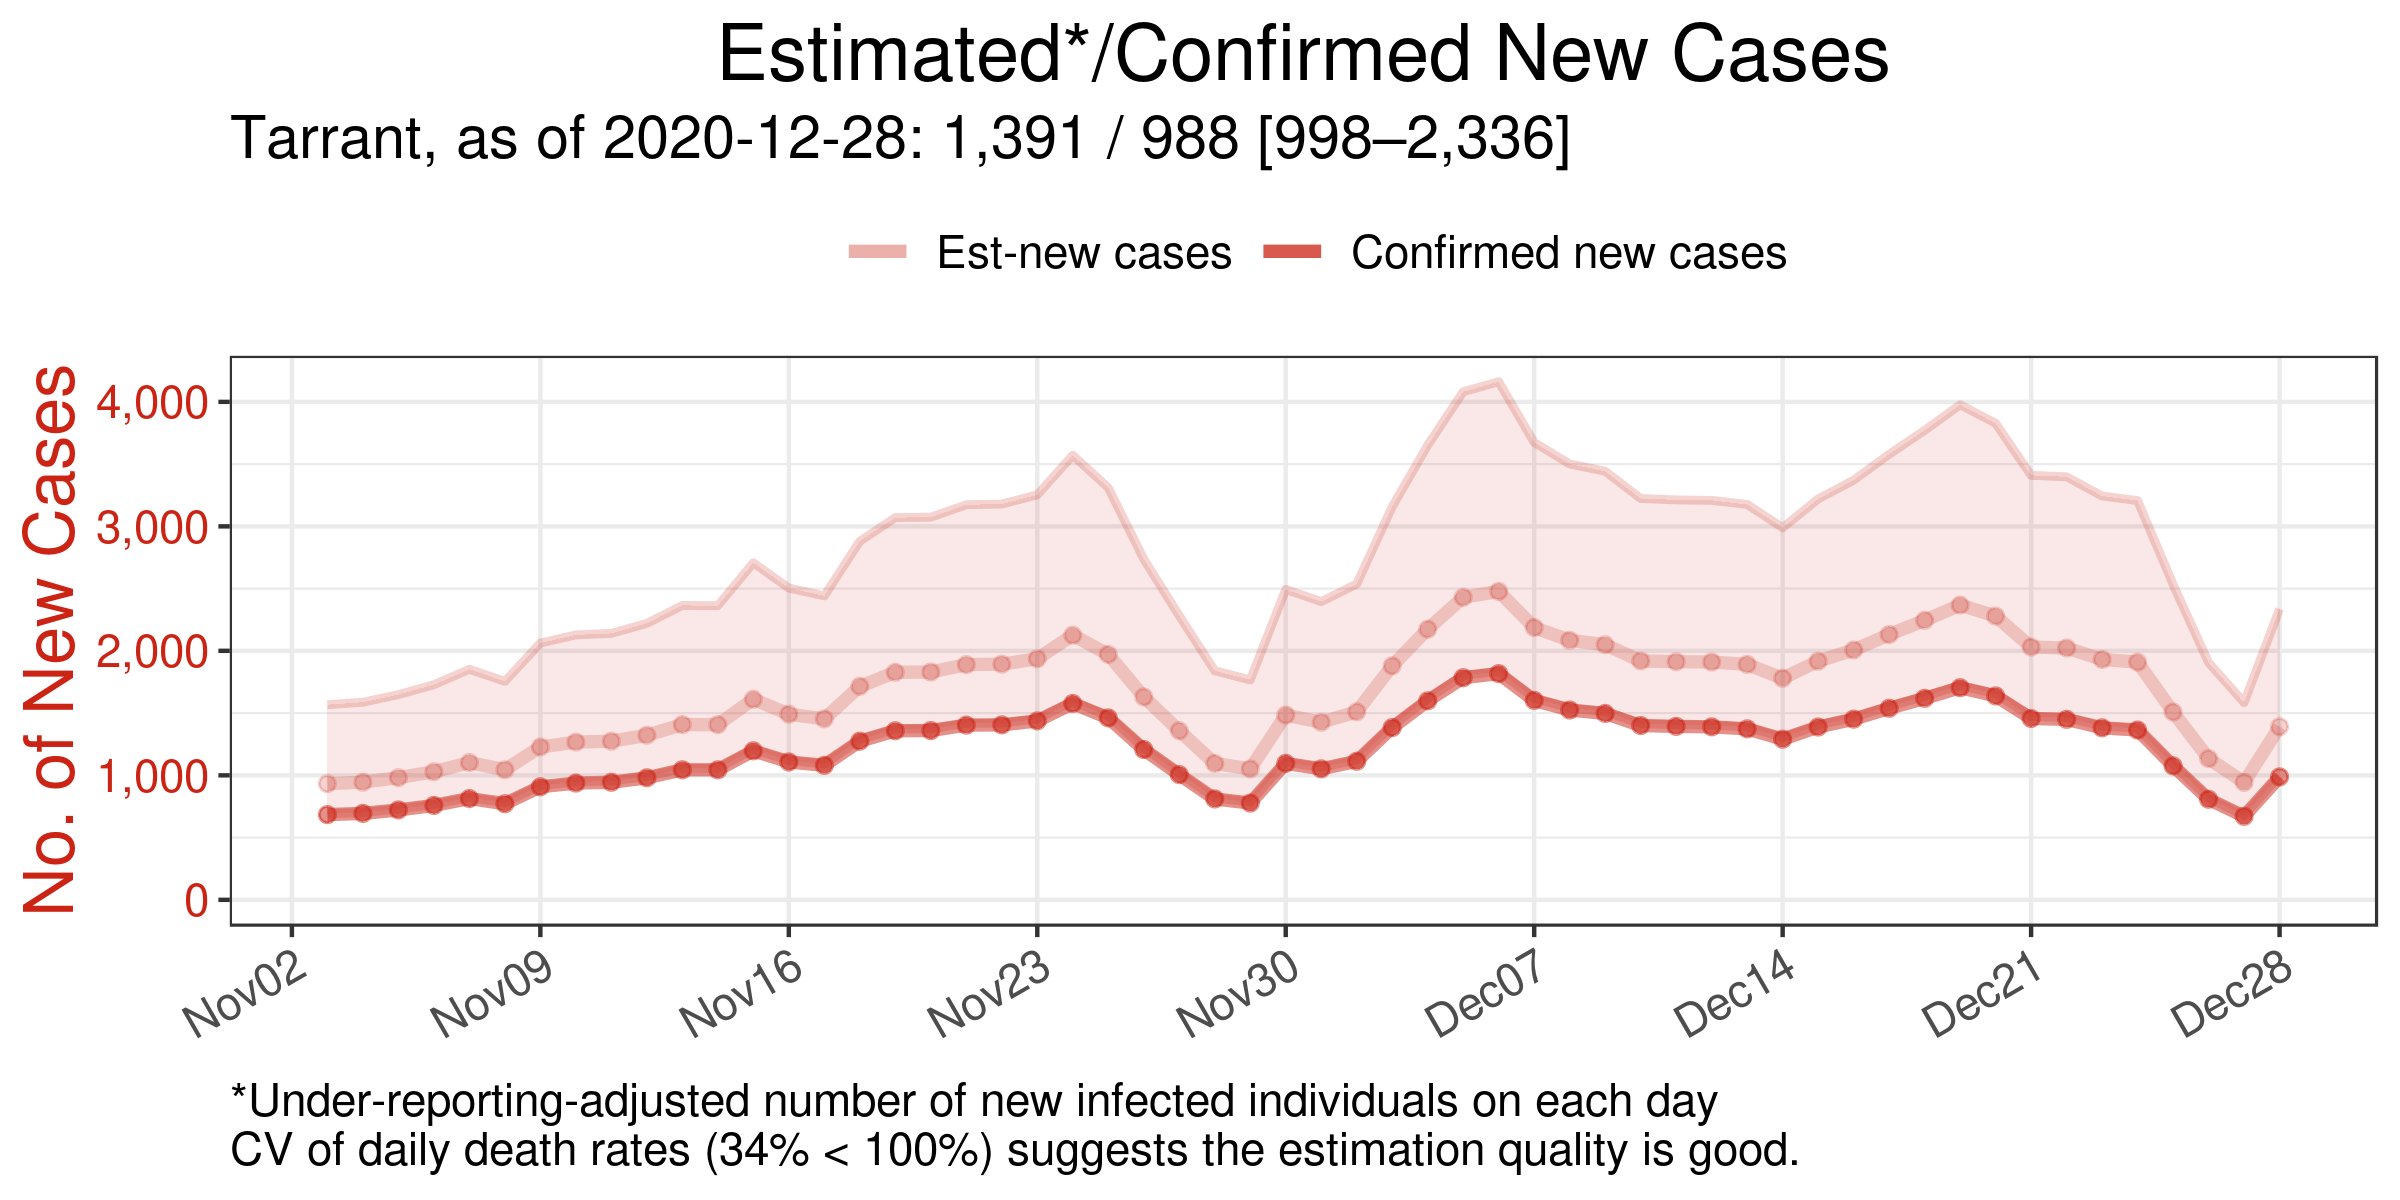 Estimated*/Confirmed New Cases
Tarrant, as of 2020-12-28: 1,391 / 988 [998–2,336]
Est-new cases
Confirmed new cases
No. of New Cases
4,000
3,000
2,000
1,000
0
Nov02
Nov09
Nov16
Nov23
Nov30
Dec07
Dec14
Dec21
Dec28
*Under-reporting-adjusted number of new infected individuals on each day
CV of daily death rates (34% < 100%) suggests the estimation quality is good.